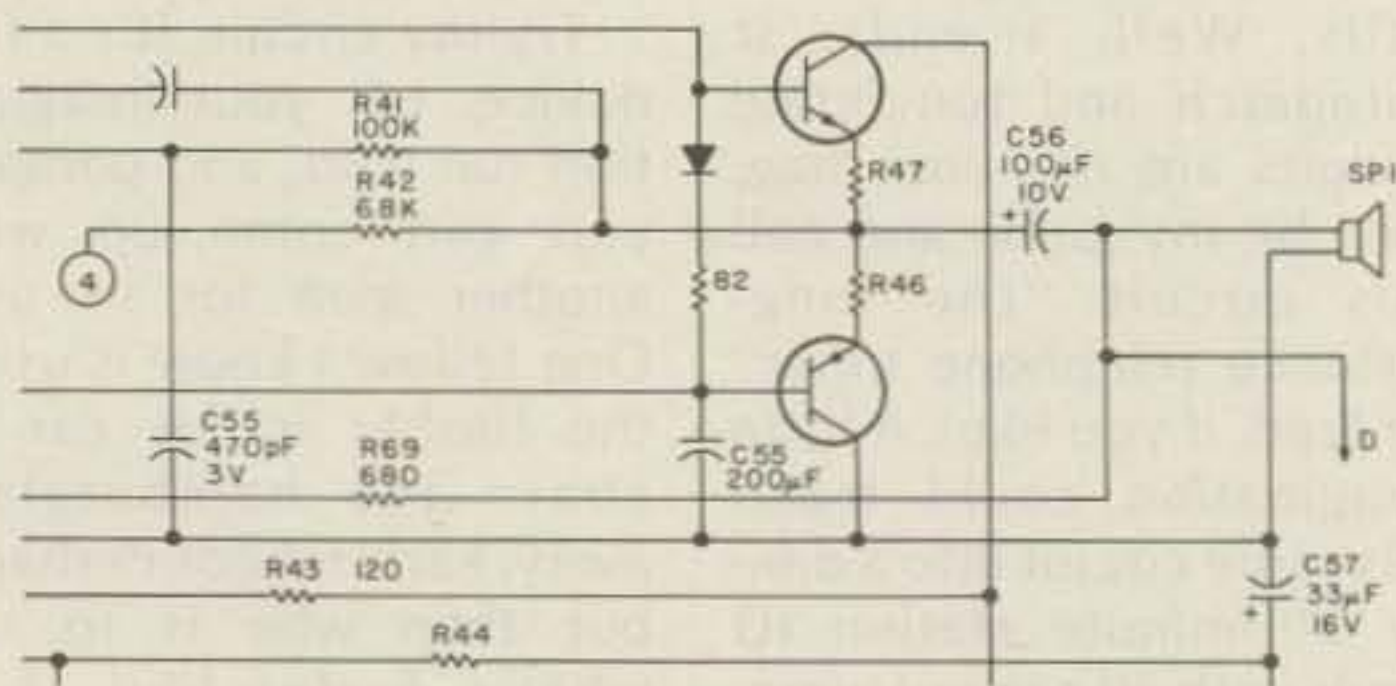 R41
100K
R42
68K
4
R47
C56
100µF
10V
+
SP1
82
R46
C55
470pF
3V
R69
680
C55
200µF
D
R43 120
C57
33µF
16V
+
R44